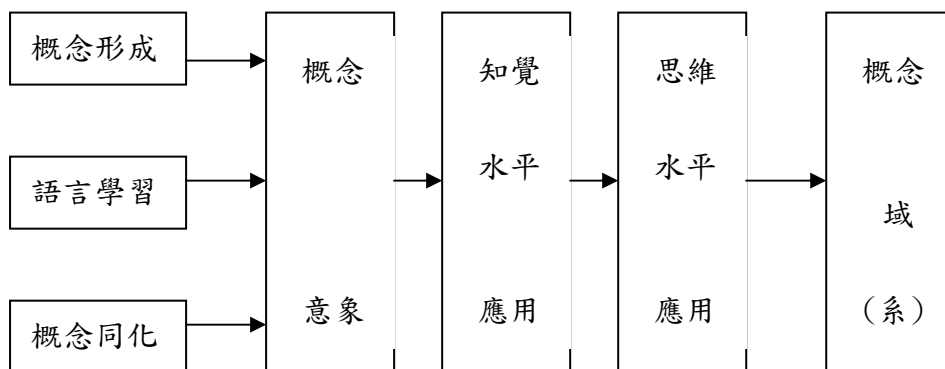 概念形成
語言學習
概念同化
概念
意象
知覺
水平
應用
思維
水平
應用
概念
域
（系）